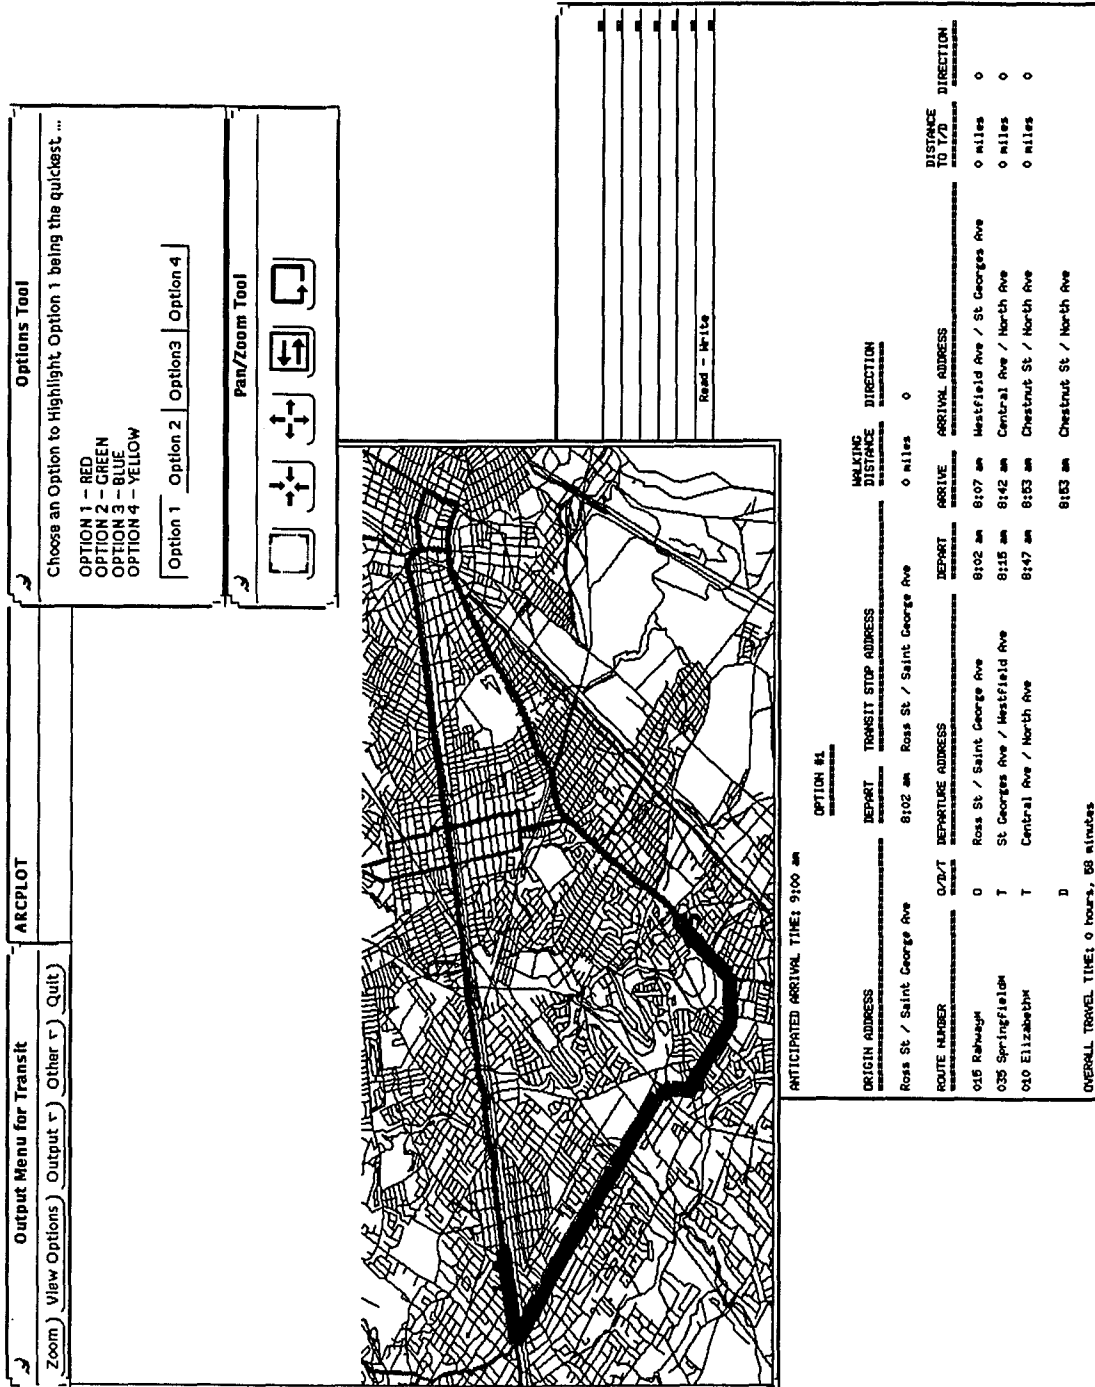 Output Menu for Transit
Zoom) View Options) Output ▿) Other ▿) Quit)
ARCPLOT
Options Tool
Choose an Option to Highlight, Option 1 being the quickest ...
OPTION 1 – RED
OPTION 2 – GREEN
OPTION 3 – BLUE
OPTION 4 – YELLOW
Option 1 Option 2 Option3 Option 4
Pan/Zoom Tool
Read - Write
ANTICIPATED ARRIVAL TIME: 9:00 am
OPTION #1
ORIGIN ADDRESS DEPART TRANSIT STOP ADDRESS WALKING DISTANCE DIRECTION
Ross St / Saint George Ave 8:02 am Ross St / Saint George Ave 0 miles 0
ROUTE NUMBER O/D/T DEPARTURE ADDRESS DEPART ARRIVE ARRIVAL ADDRESS DISTANCE TO T/D DIRECTION
015 RahwayM O Ross St / Saint George Ave 8:02 am 8:07 am Westfield Ave / St Georges Ave 0 miles 0
035 SpringfieldM T St Georges Ave / Westfield Ave 8:15 am 8:42 am Central Ave / North Ave 0 miles 0
010 ElizabethM T Central Ave / North Ave 8:47 am 8:53 am Chestnut St / North Ave 0 miles 0
D 8:53 am Chestnut St / North Ave
OVERALL TRAVEL TIME: 0 hours, 58 minutes